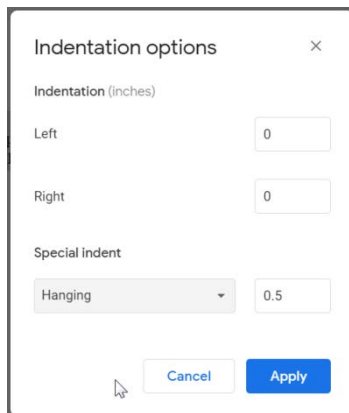 Indentation options
Indentation (inches)
Left 0
Right 0
Special indent
Hanging 0.5
Cancel Apply